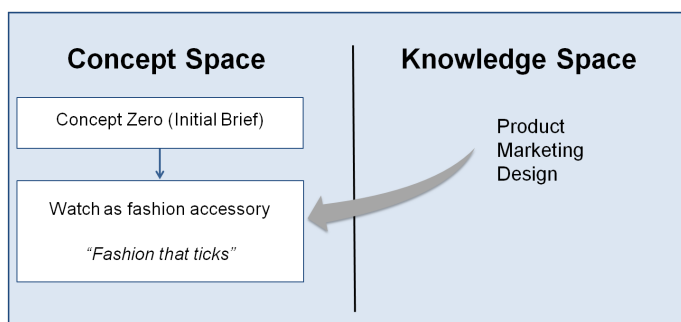 Concept Space
Knowledge Space
Concept Zero (Initial Brief)
Product
Marketing
Design
Watch as fashion accessory
“Fashion that ticks”